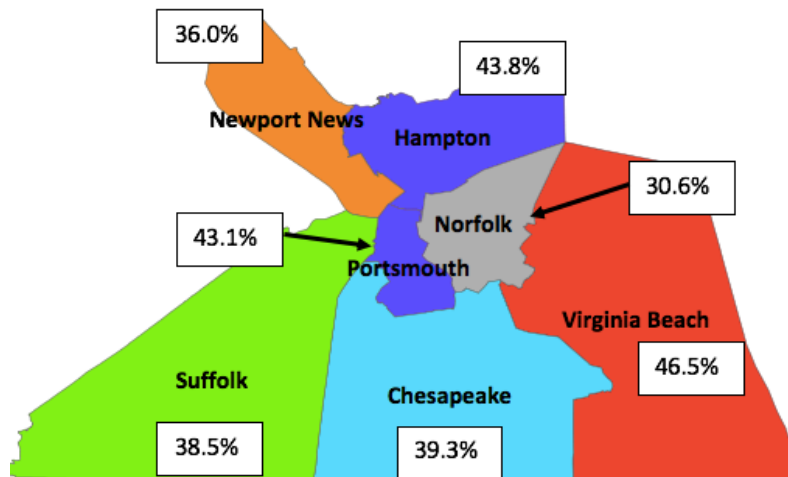 36.0%
43.8%
Newport News
Hampton
30.6%
Norfolk
43.1%
Portsmouth
Virginia Beach
46.5%
Suffolk
Chesapeake
38.5%
39.3%